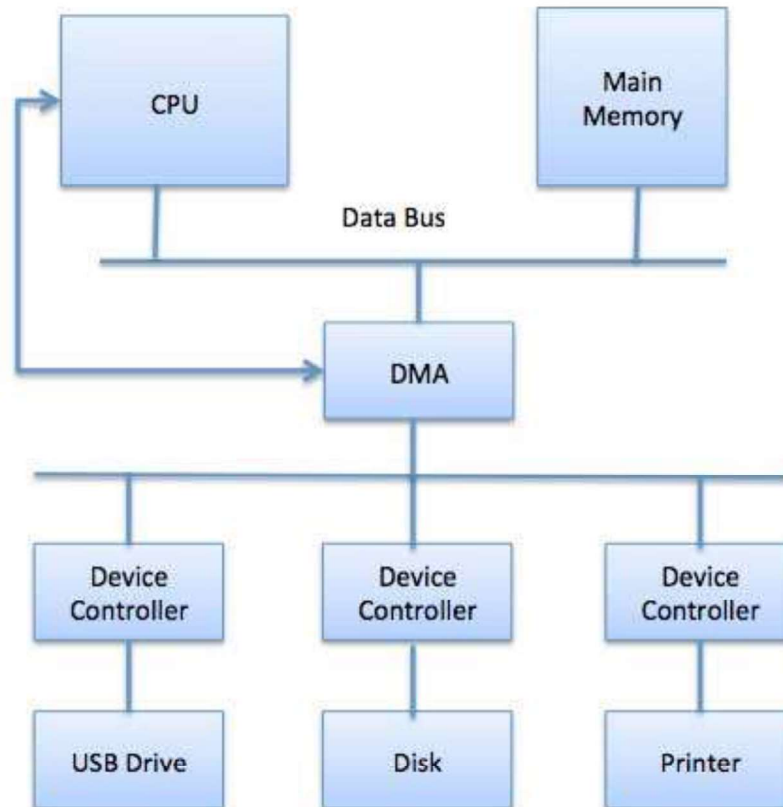 CPU
Main
Memory
Data Bus
DMA
Device
Controller
Device
Controller
Device
Controller
USB Drive
Disk
Printer